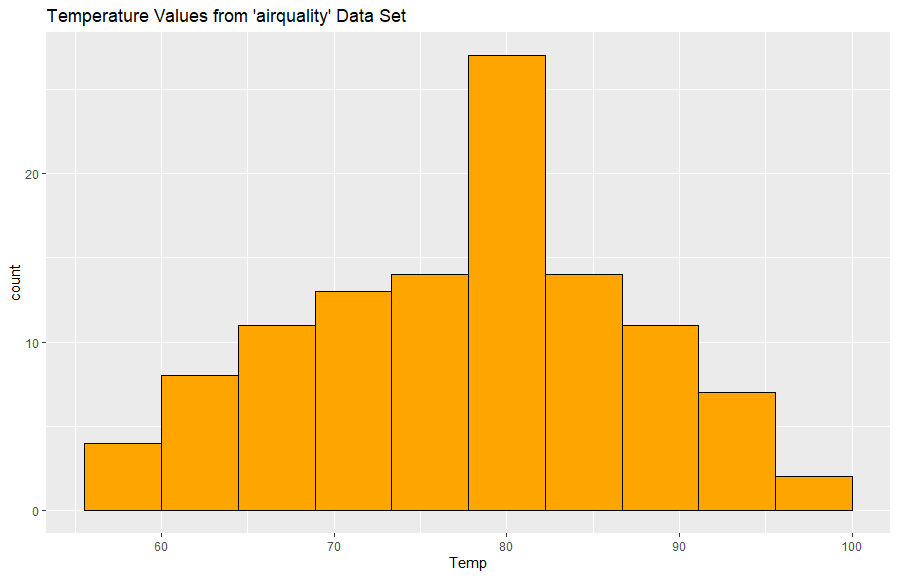 Temperature Values from 'airquality' Data Set
count
20
10
0
60 70 80 90 100
Temp